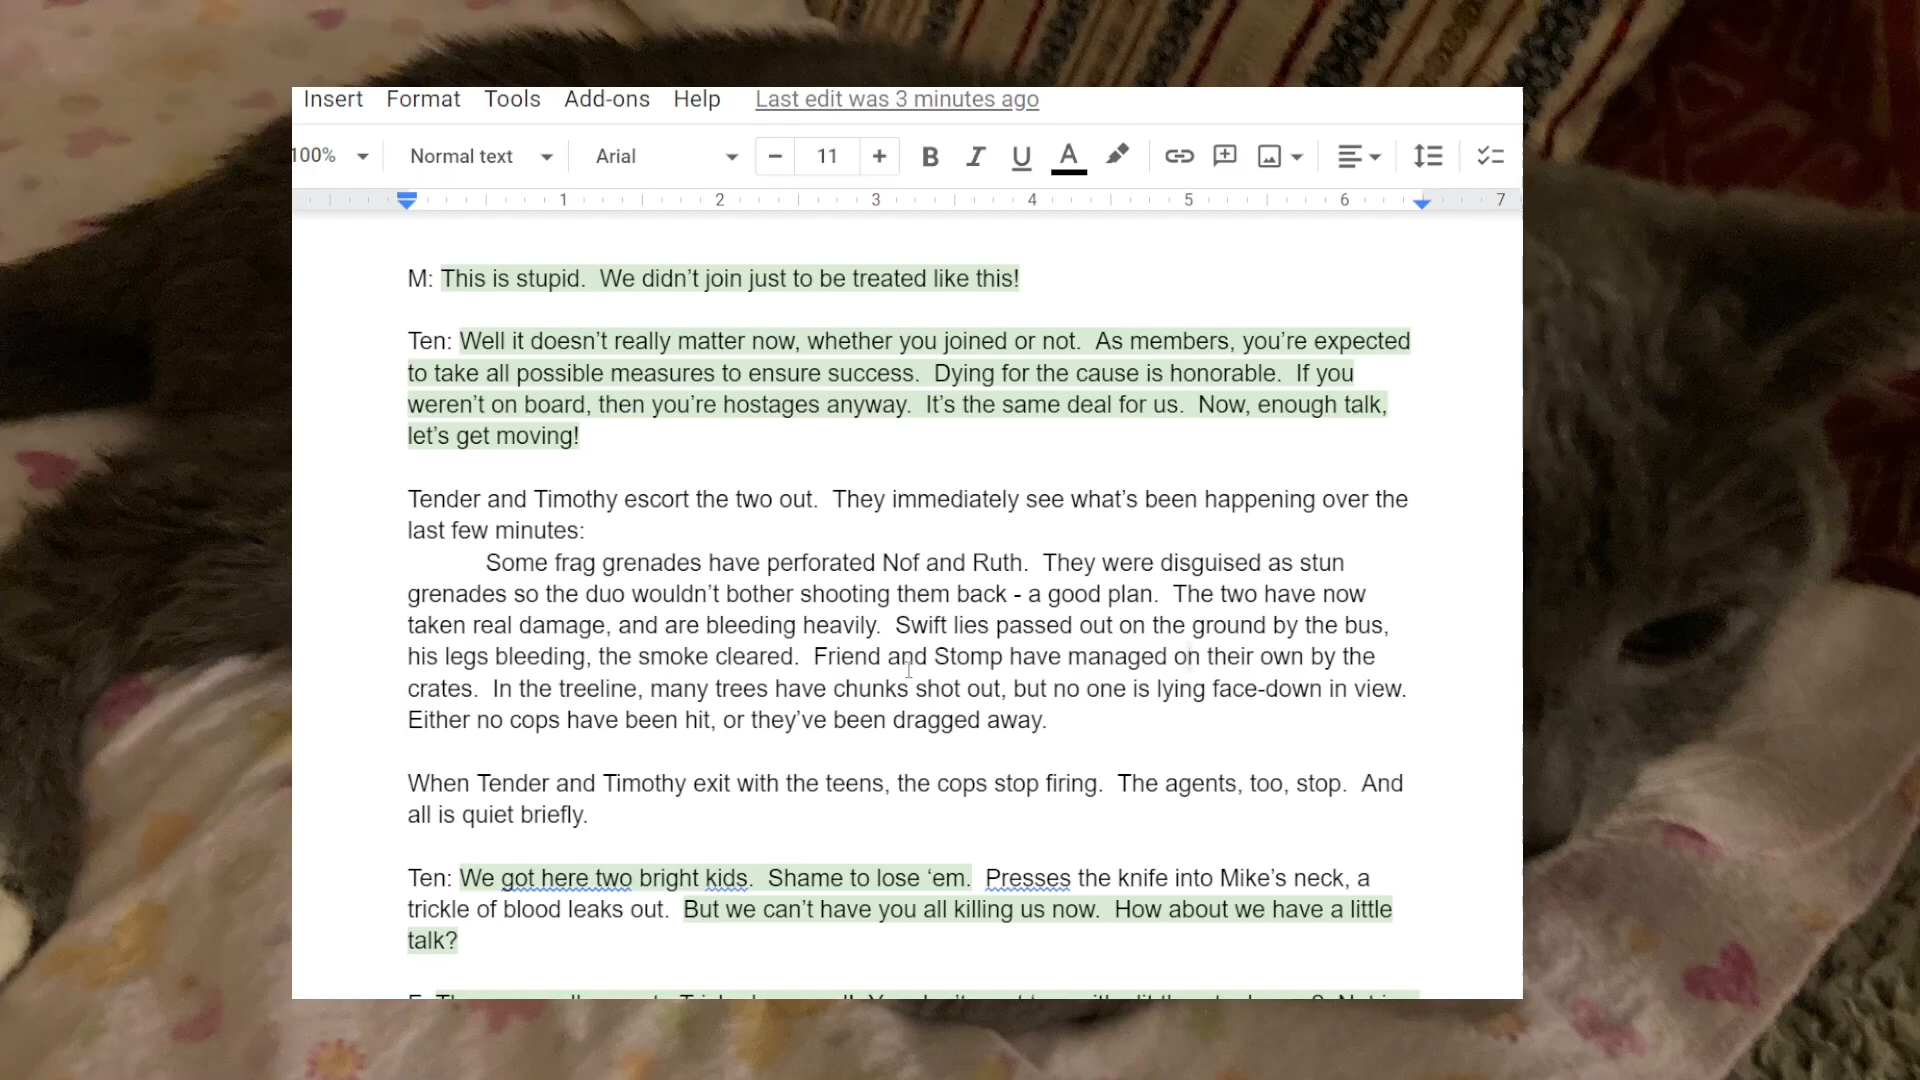 Insert Format Tools Add-ons Help Last edit was 3 minutes ago
100% Normal text Arial − 11 + B I U A
1 2 3 4 5 6 7
M: This is stupid.  We didn’t join just to be treated like this!
Ten: Well it doesn’t really matter now, whether you joined or not.  As members, you’re expected
to take all possible measures to ensure success.  Dying for the cause is honorable.  If you
weren’t on board, then you’re hostages anyway.  It’s the same deal for us.  Now, enough talk,
let’s get moving!
Tender and Timothy escort the two out.  They immediately see what’s been happening over the
last few minutes:
Some frag grenades have perforated Nof and Ruth.  They were disguised as stun
grenades so the duo wouldn’t bother shooting them back - a good plan.  The two have now
taken real damage, and are bleeding heavily.  Swift lies passed out on the ground by the bus,
his legs bleeding, the smoke cleared.  Friend and Stomp have managed on their own by the
crates.  In the treeline, many trees have chunks shot out, but no one is lying face-down in view.
Either no cops have been hit, or they’ve been dragged away.
When Tender and Timothy exit with the teens, the cops stop firing.  The agents, too, stop.  And
all is quiet briefly.
Ten: We got here two bright kids.  Shame to lose ‘em.  Presses the knife into Mike’s neck, a
trickle of blood leaks out.  But we can’t have you all killing us now.  How about we have a little
talk?